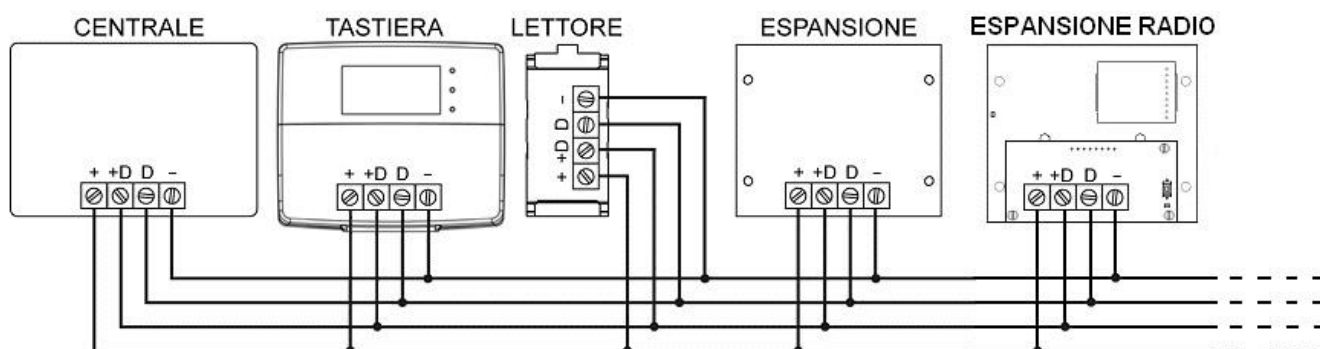 CENTRALE
TASTIERA
LETTORE
ESPANSIONE
ESPANSIONE RADIO
+ +D D -
+ +D D -
- D +D +
+ +D D -
+ +D D -